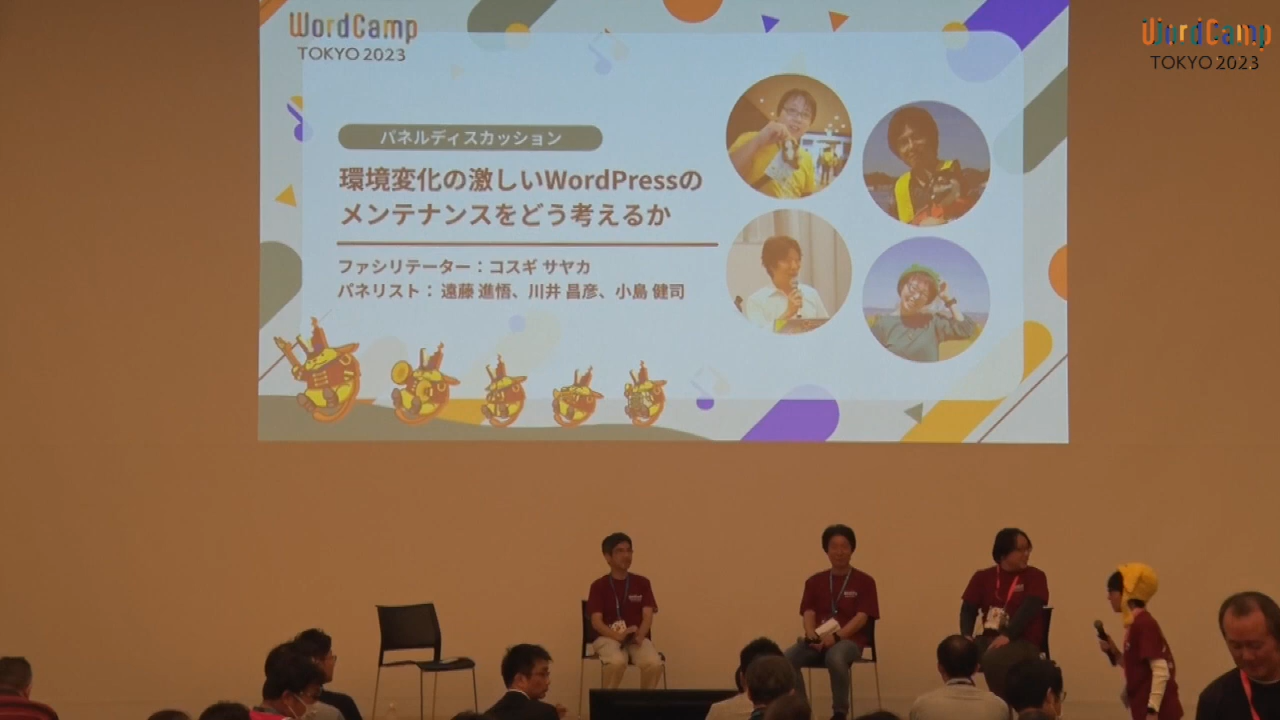 WordCamp
TOKYO 2023
パネルディスカッション
環境変化の激しいWordPressの
メンテナンスをどう考えるか
ファシリテーター：コスギ サヤカ
パネリスト： 遠藤 進悟、川井 昌彦、小島 健司
WordCamp
TOKYO 2023